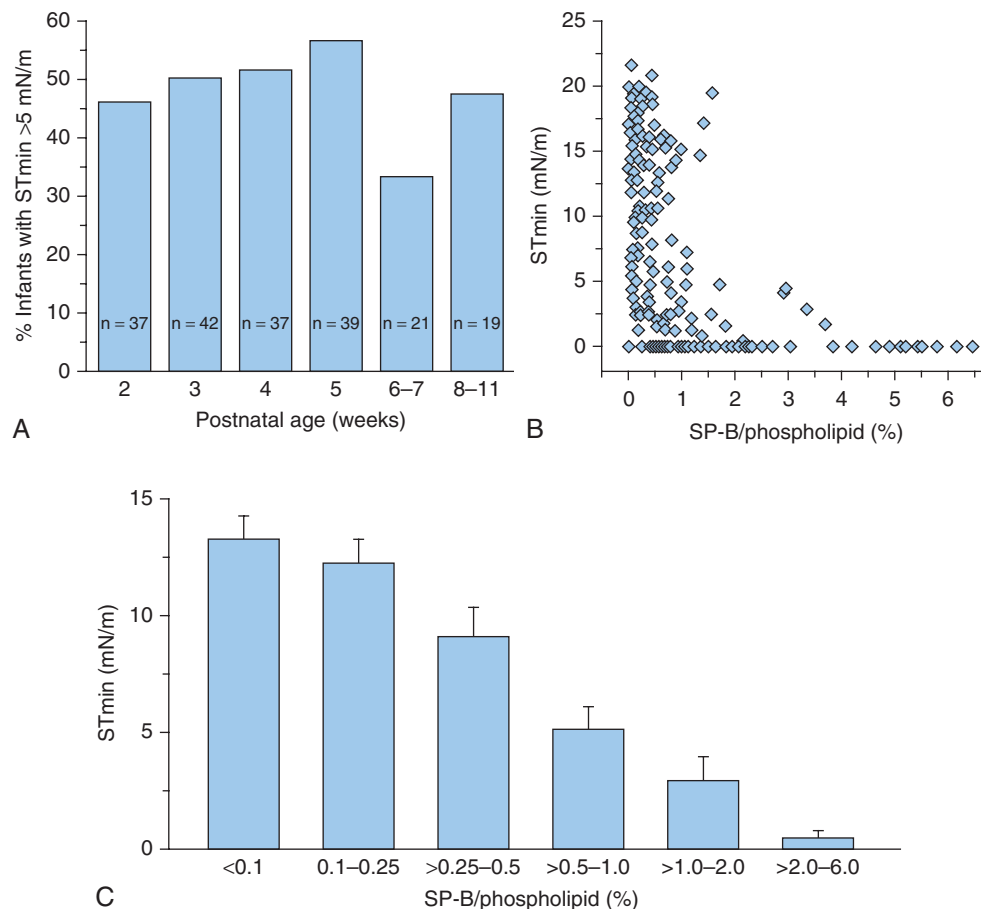 % Infants with STmin >5 mN/m
60
50
40
30
20
10
0
n = 37
n = 42
n = 37
n = 39
n = 21
n = 19
2
3
4
5
6–7
8–11
Postnatal age (weeks)
A
STmin (mN/m)
25
20
15
10
5
0
0
1
2
3
4
5
6
SP-B/phospholipid (%)
B
STmin (mN/m)
15
10
5
0
<0.1
0.1–0.25
>0.25–0.5
>0.5–1.0
>1.0–2.0
>2.0–6.0
SP-B/phospholipid (%)
C